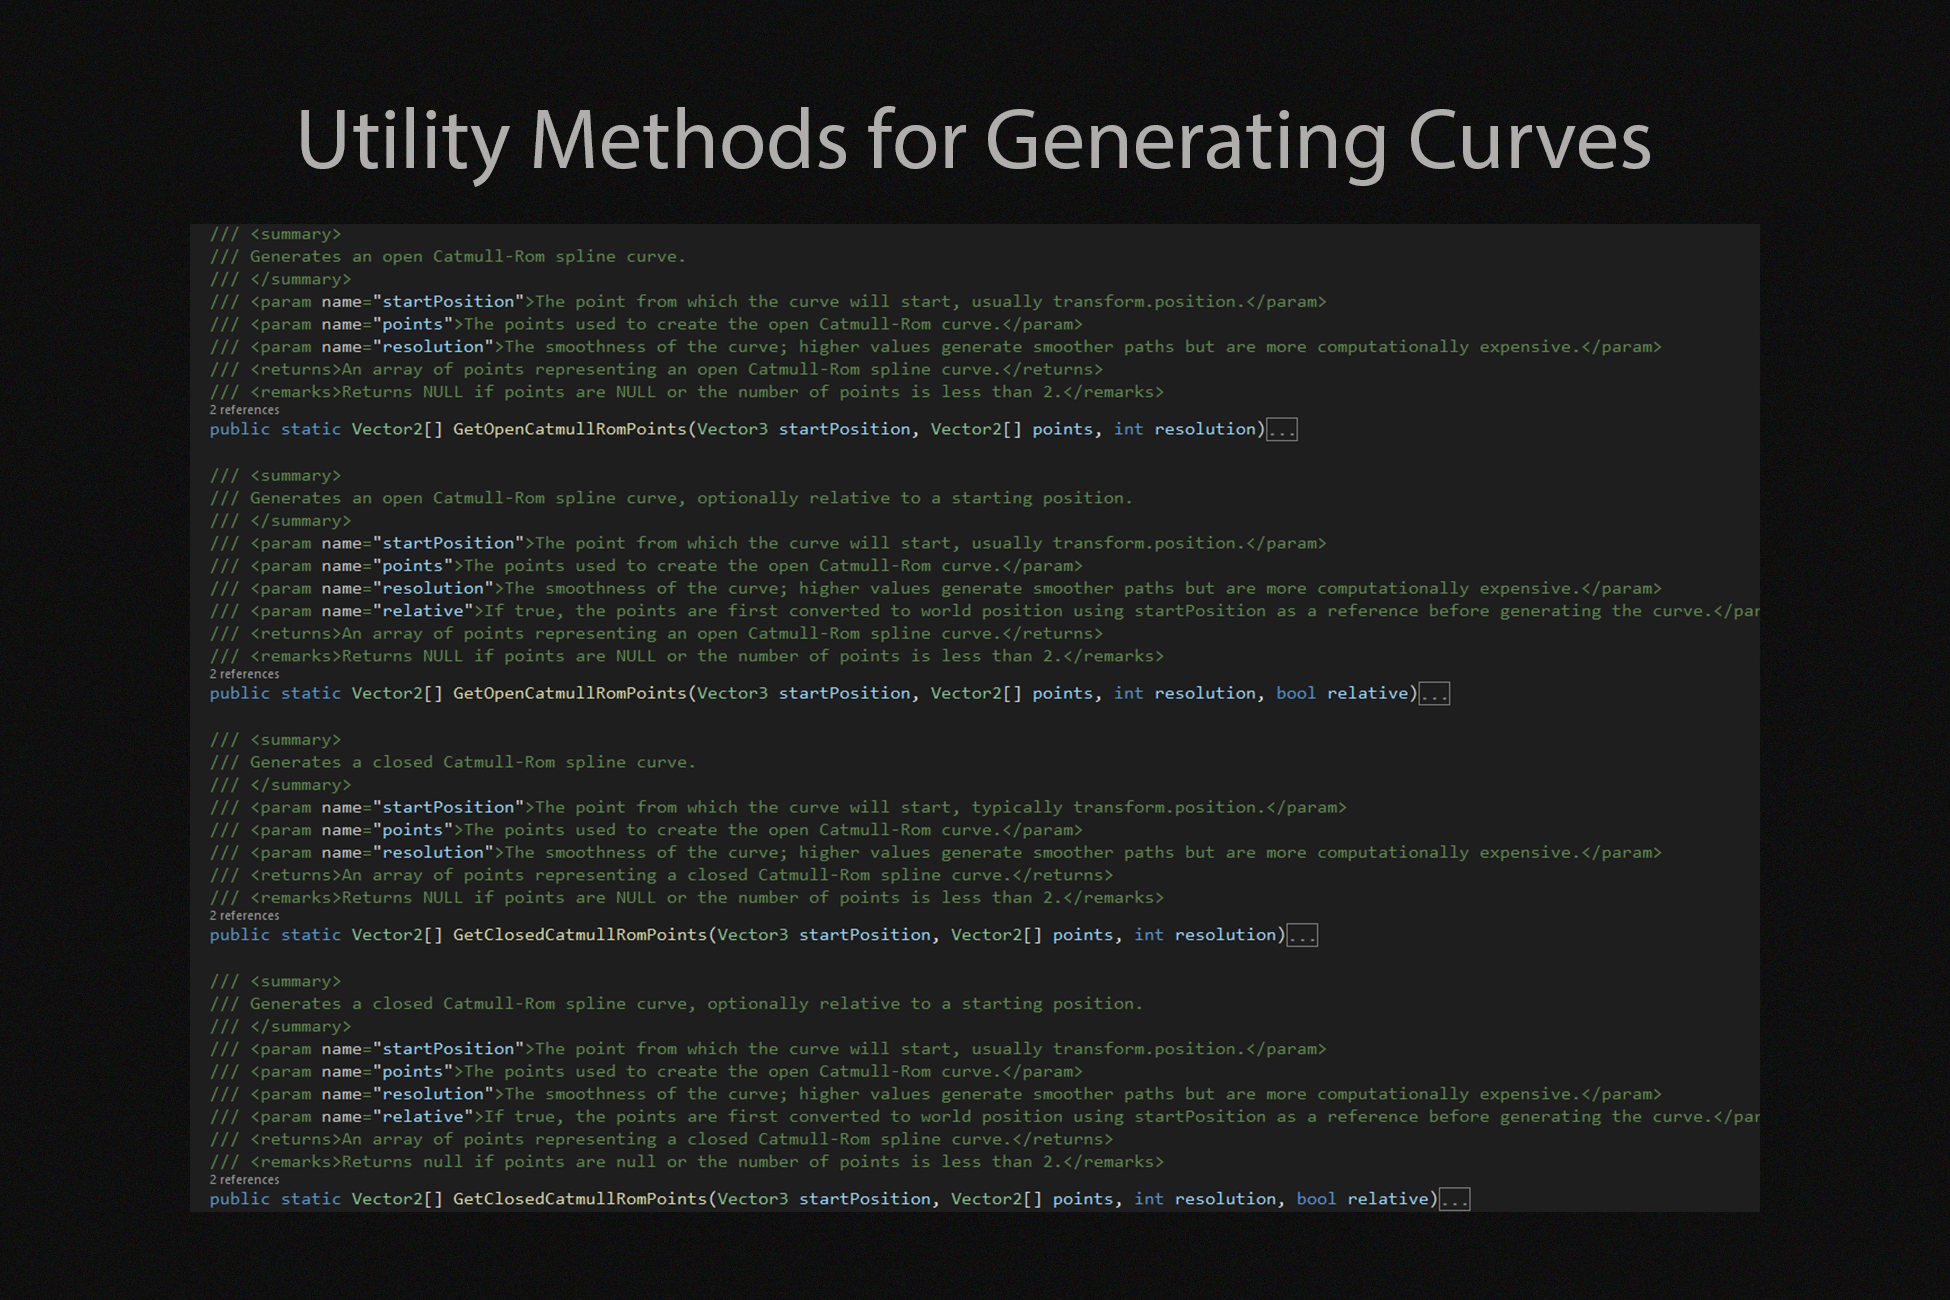 Utility Methods for Generating Curves
/// <summary>
/// Generates an open Catmull-Rom spline curve.
/// </summary>
/// <param name="startPosition">The point from which the curve will start, usually transform.position.</param>
/// <param name="points">The points used to create the open Catmull-Rom curve.</param>
/// <param name="resolution">The smoothness of the curve; higher values generate smoother paths but are more computationally expensive.</param>
/// <returns>An array of points representing an open Catmull-Rom spline curve.</returns>
/// <remarks>Returns NULL if points are NULL or the number of points is less than 2.</remarks>
2 references
public static Vector2[] GetOpenCatmullRomPoints(Vector3 startPosition, Vector2[] points, int resolution)...
/// <summary>
/// Generates an open Catmull-Rom spline curve, optionally relative to a starting position.
/// </summary>
/// <param name="startPosition">The point from which the curve will start, usually transform.position.</param>
/// <param name="points">The points used to create the open Catmull-Rom curve.</param>
/// <param name="resolution">The smoothness of the curve; higher values generate smoother paths but are more computationally expensive.</param>
/// <param name="relative">If true, the points are first converted to world position using startPosition as a reference before generating the curve.</par
/// <returns>An array of points representing an open Catmull-Rom spline curve.</returns>
/// <remarks>Returns NULL if points are NULL or the number of points is less than 2.</remarks>
2 references
public static Vector2[] GetOpenCatmullRomPoints(Vector3 startPosition, Vector2[] points, int resolution, bool relative)...
/// <summary>
/// Generates a closed Catmull-Rom spline curve.
/// </summary>
/// <param name="startPosition">The point from which the curve will start, typically transform.position.</param>
/// <param name="points">The points used to create the open Catmull-Rom curve.</param>
/// <param name="resolution">The smoothness of the curve; higher values generate smoother paths but are more computationally expensive.</param>
/// <returns>An array of points representing a closed Catmull-Rom spline curve.</returns>
/// <remarks>Returns NULL if points are NULL or the number of points is less than 2.</remarks>
2 references
public static Vector2[] GetClosedCatmullRomPoints(Vector3 startPosition, Vector2[] points, int resolution)...
/// <summary>
/// Generates a closed Catmull-Rom spline curve, optionally relative to a starting position.
/// </summary>
/// <param name="startPosition">The point from which the curve will start, usually transform.position.</param>
/// <param name="points">The points used to create the open Catmull-Rom curve.</param>
/// <param name="resolution">The smoothness of the curve; higher values generate smoother paths but are more computationally expensive.</param>
/// <param name="relative">If true, the points are first converted to world position using startPosition as a reference before generating the curve.</par
/// <returns>An array of points representing a closed Catmull-Rom spline curve.</returns>
/// <remarks>Returns null if points are null or the number of points is less than 2.</remarks>
2 references
public static Vector2[] GetClosedCatmullRomPoints(Vector3 startPosition, Vector2[] points, int resolution, bool relative)...